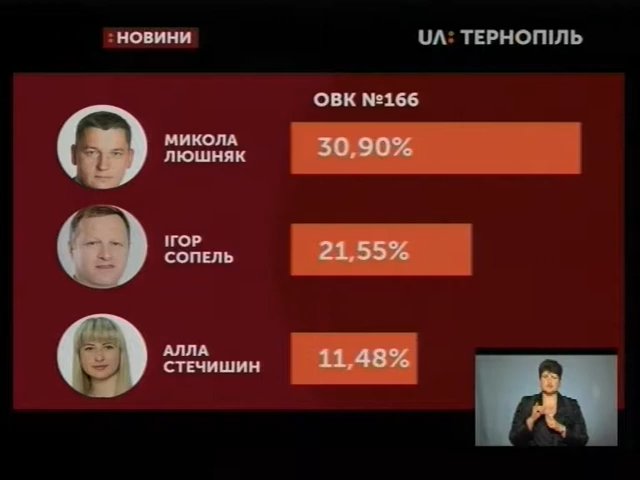 :НОВИНИ
UA: ТЕРНОПІЛЬ
ОВК №166
МИКОЛА
ЛЮШНЯК
30,90%
ІГОР
СОПЕЛЬ
21,55%
АЛЛА
СТЕЧИШИН
11,48%